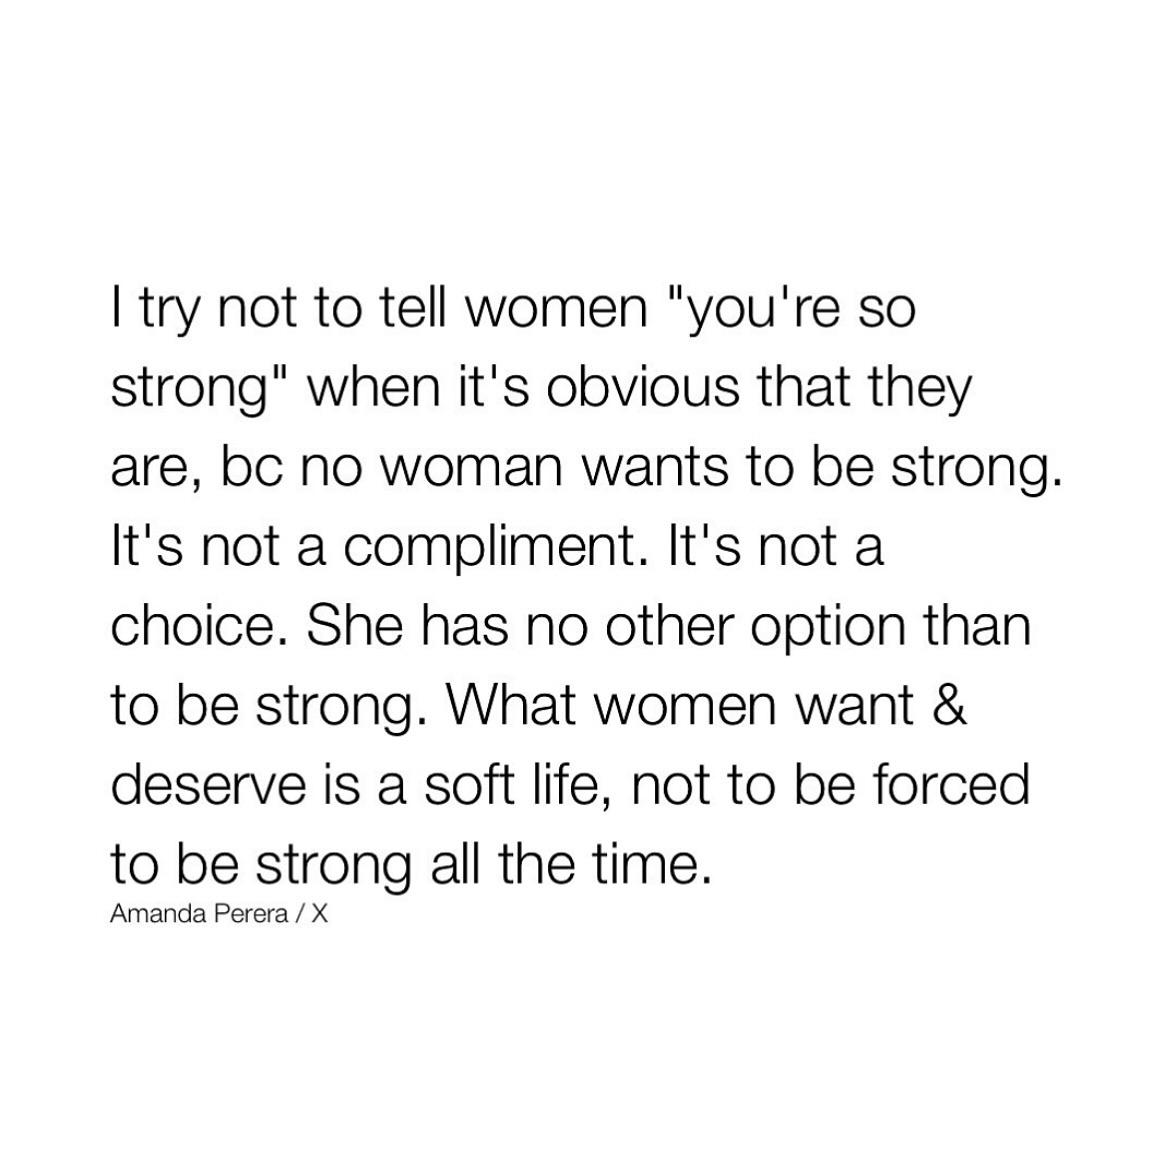 I try not to tell women "you're so
strong" when it's obvious that they
are, bc no woman wants to be strong.
It's not a compliment. It's not a
choice. She has no other option than
to be strong. What women want &
deserve is a soft life, not to be forced
to be strong all the time.
Amanda Perera / X